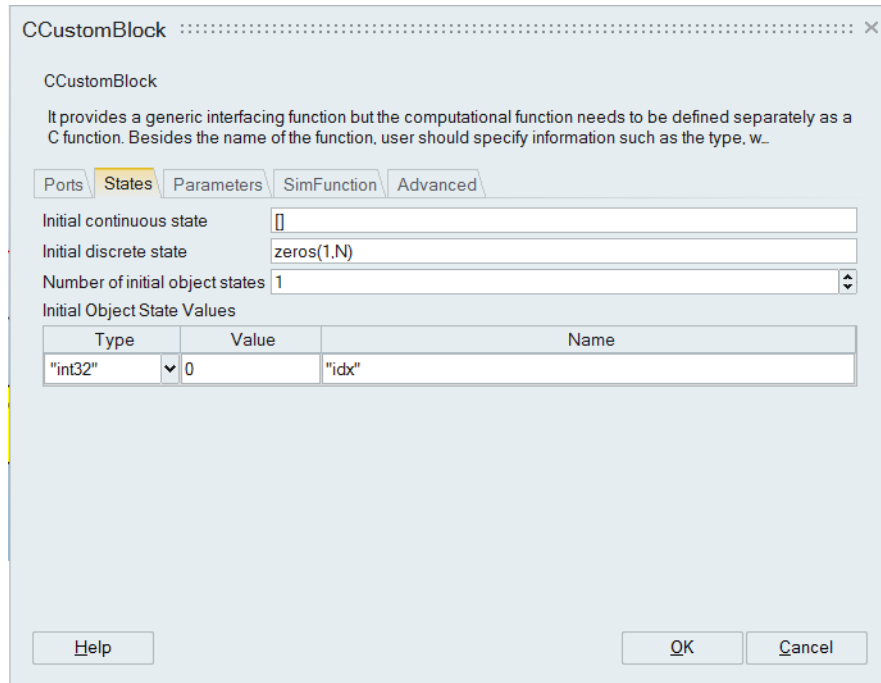 CCustomBlock
CCustomBlock
It provides a generic interfacing function but the computational function needs to be defined separately as a
C function. Besides the name of the function, user should specify information such as the type, w...
Ports States Parameters SimFunction Advanced
Initial continuous state []
Initial discrete state zeros(1,N)
Number of initial object states 1
Initial Object State Values
Type Value Name
"int32" 0 "idx"
Help OK Cancel